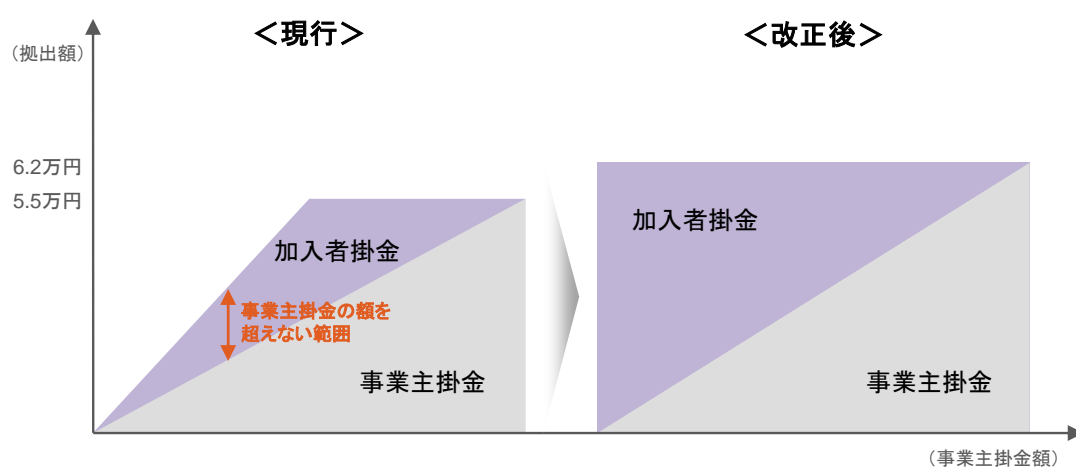 ＜現行＞
＜改正後＞
（拠出額）
6.2万円
5.5万円
加入者掛金
事業主掛金の額を
超えない範囲
事業主掛金
加入者掛金
事業主掛金
（事業主掛金額）